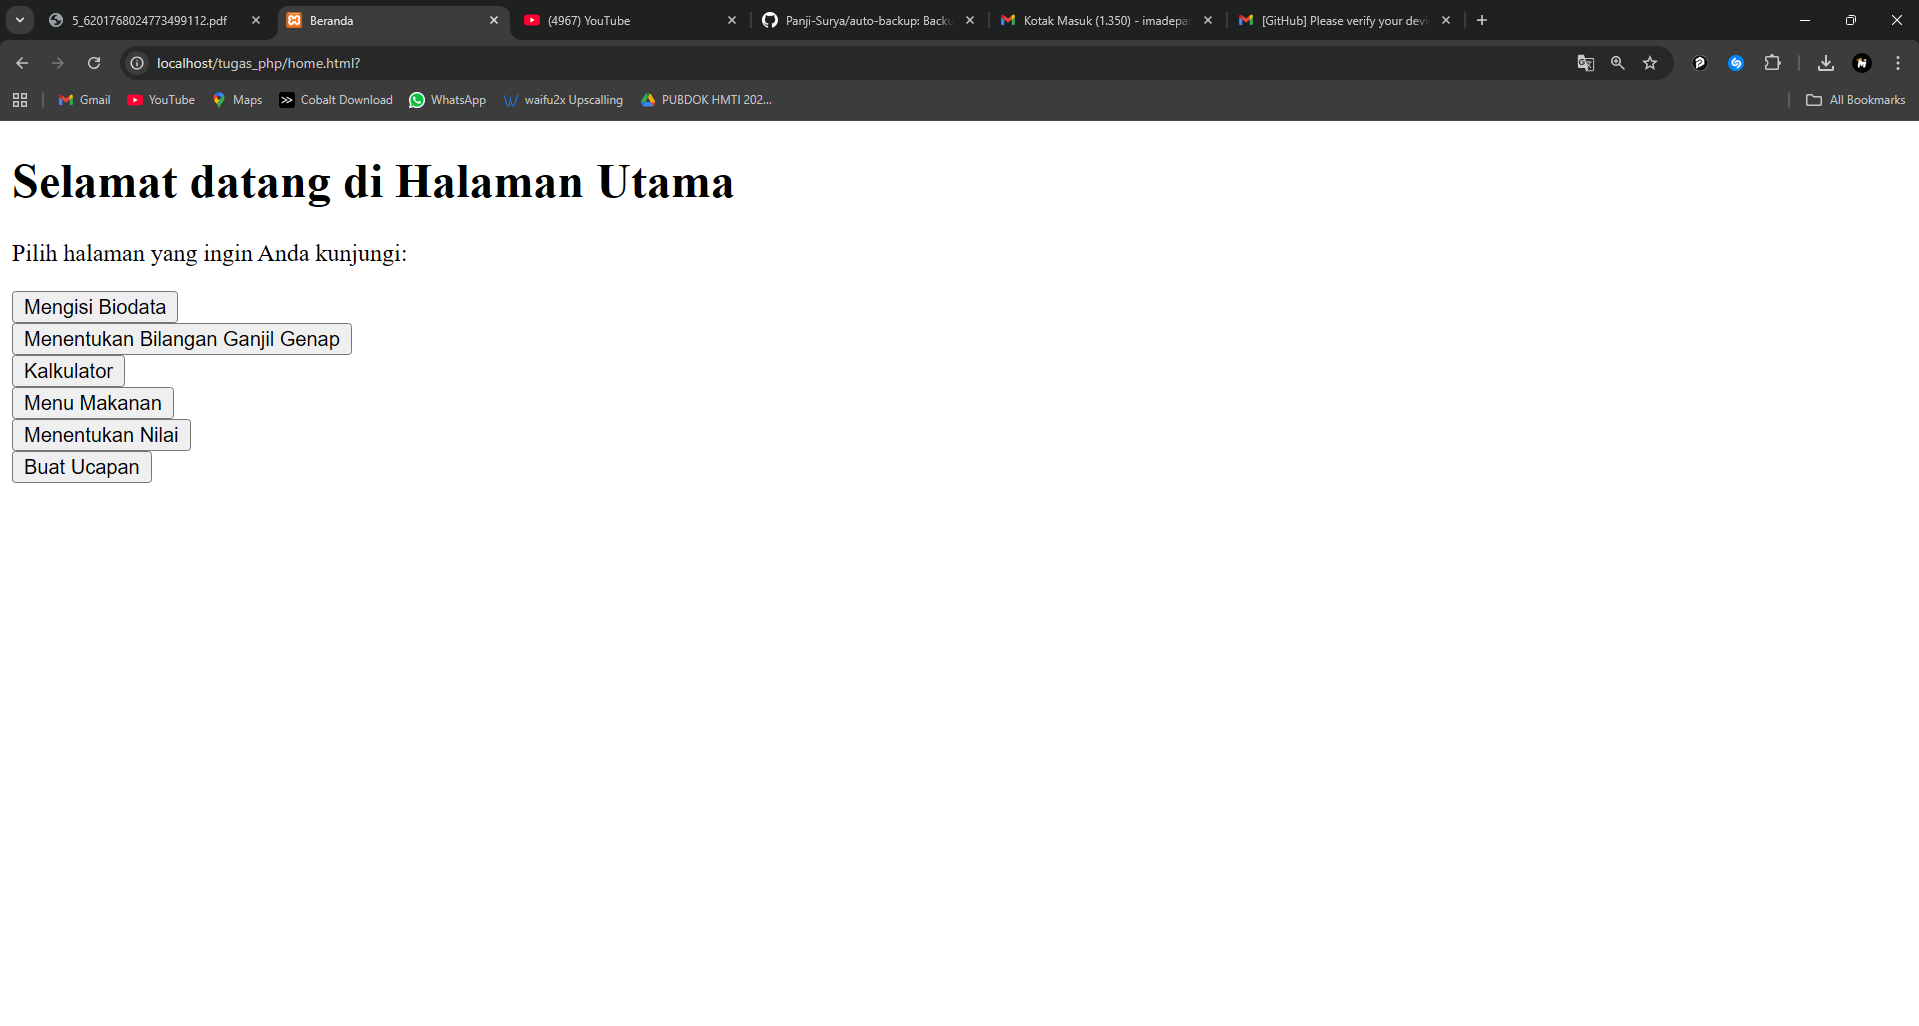 5_6201768024773499112.pdf
Beranda
(4967) YouTube
Panji-Surya/auto-backup: Backu
Kotak Masuk (1.350) - imadepa
[GitHub] Please verify your devi
localhost/tugas_php/home.html?
Gmail
YouTube
Maps
Cobalt Download
WhatsApp
waifu2x Upscalling
PUBDOK HMTI 202...
All Bookmarks
Selamat datang di Halaman Utama
Pilih halaman yang ingin Anda kunjungi:
Mengisi Biodata
Menentukan Bilangan Ganjil Genap
Kalkulator
Menu Makanan
Menentukan Nilai
Buat Ucapan